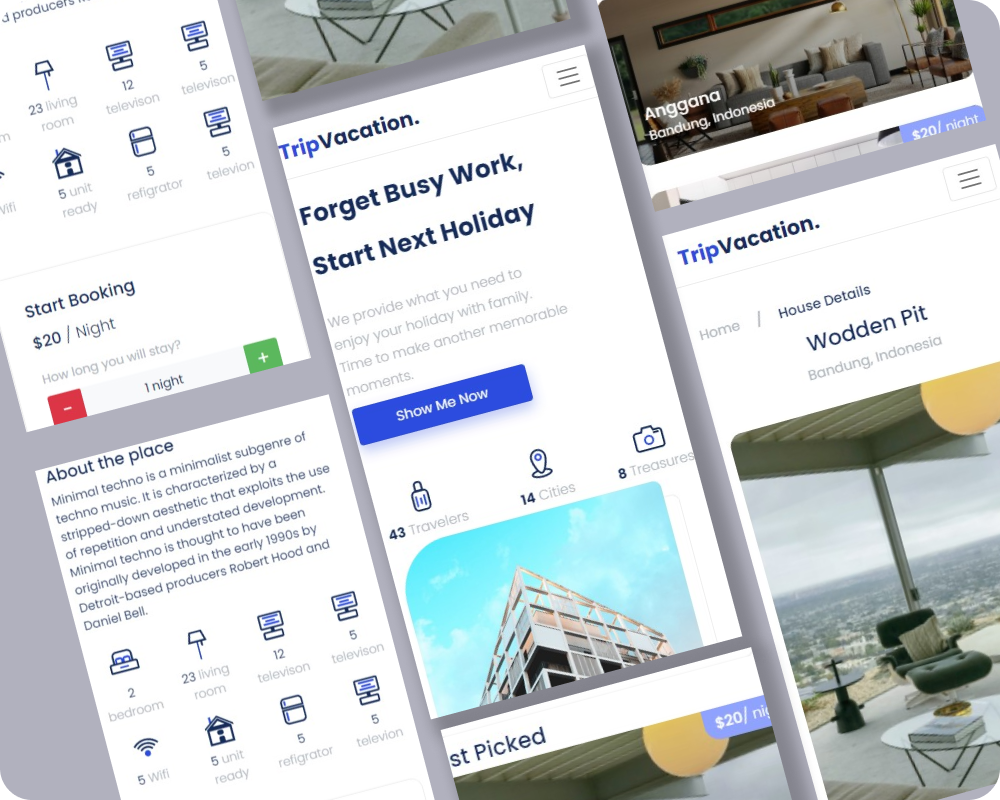 d producers
23 living
room
12
televison
5
televison
Wifi
5 unit
ready
5
refigrator
5
televion
Start Booking
$20 / Night
How long you will stay?
-
1 night
+
About the place
Minimal techno is a minimalist subgenre of
techno music. It is characterized by a
stripped-down aesthetic that exploits the use
of repetition and understated development.
Minimal techno is thought to have been
originally developed in the early 1990s by
Detroit-based producers Robert Hood and
Daniel Bell.
2
bedroom
23 living
room
12
televison
5
televison
5 Wifi
5 unit
ready
5
refigrator
5
televion
TripVacation.
Forget Busy Work,
Start Next Holiday
We provide what you need to
enjoy your holiday with family.
Time to make another memorable
moments.
Show Me Now
43 Travelers
14 Cities
8 Treasures
st Picked
$20/ nig
Anggana
Bandung, Indonesia
$20/ night
TripVacation.
Home / House Details
Wodden Pit
Bandung, Indonesia